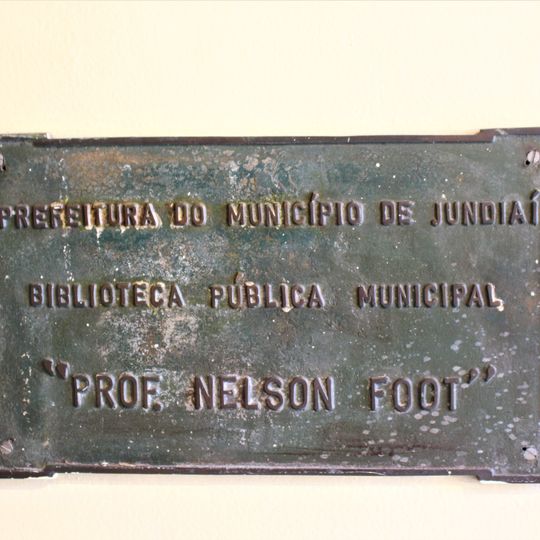 PREFEITURA DO MUNICÍPIO DE JUNDIAÍ
BIBLIOTECA PÚBLICA MUNICIPAL
"PROF. NELSON FOOT"